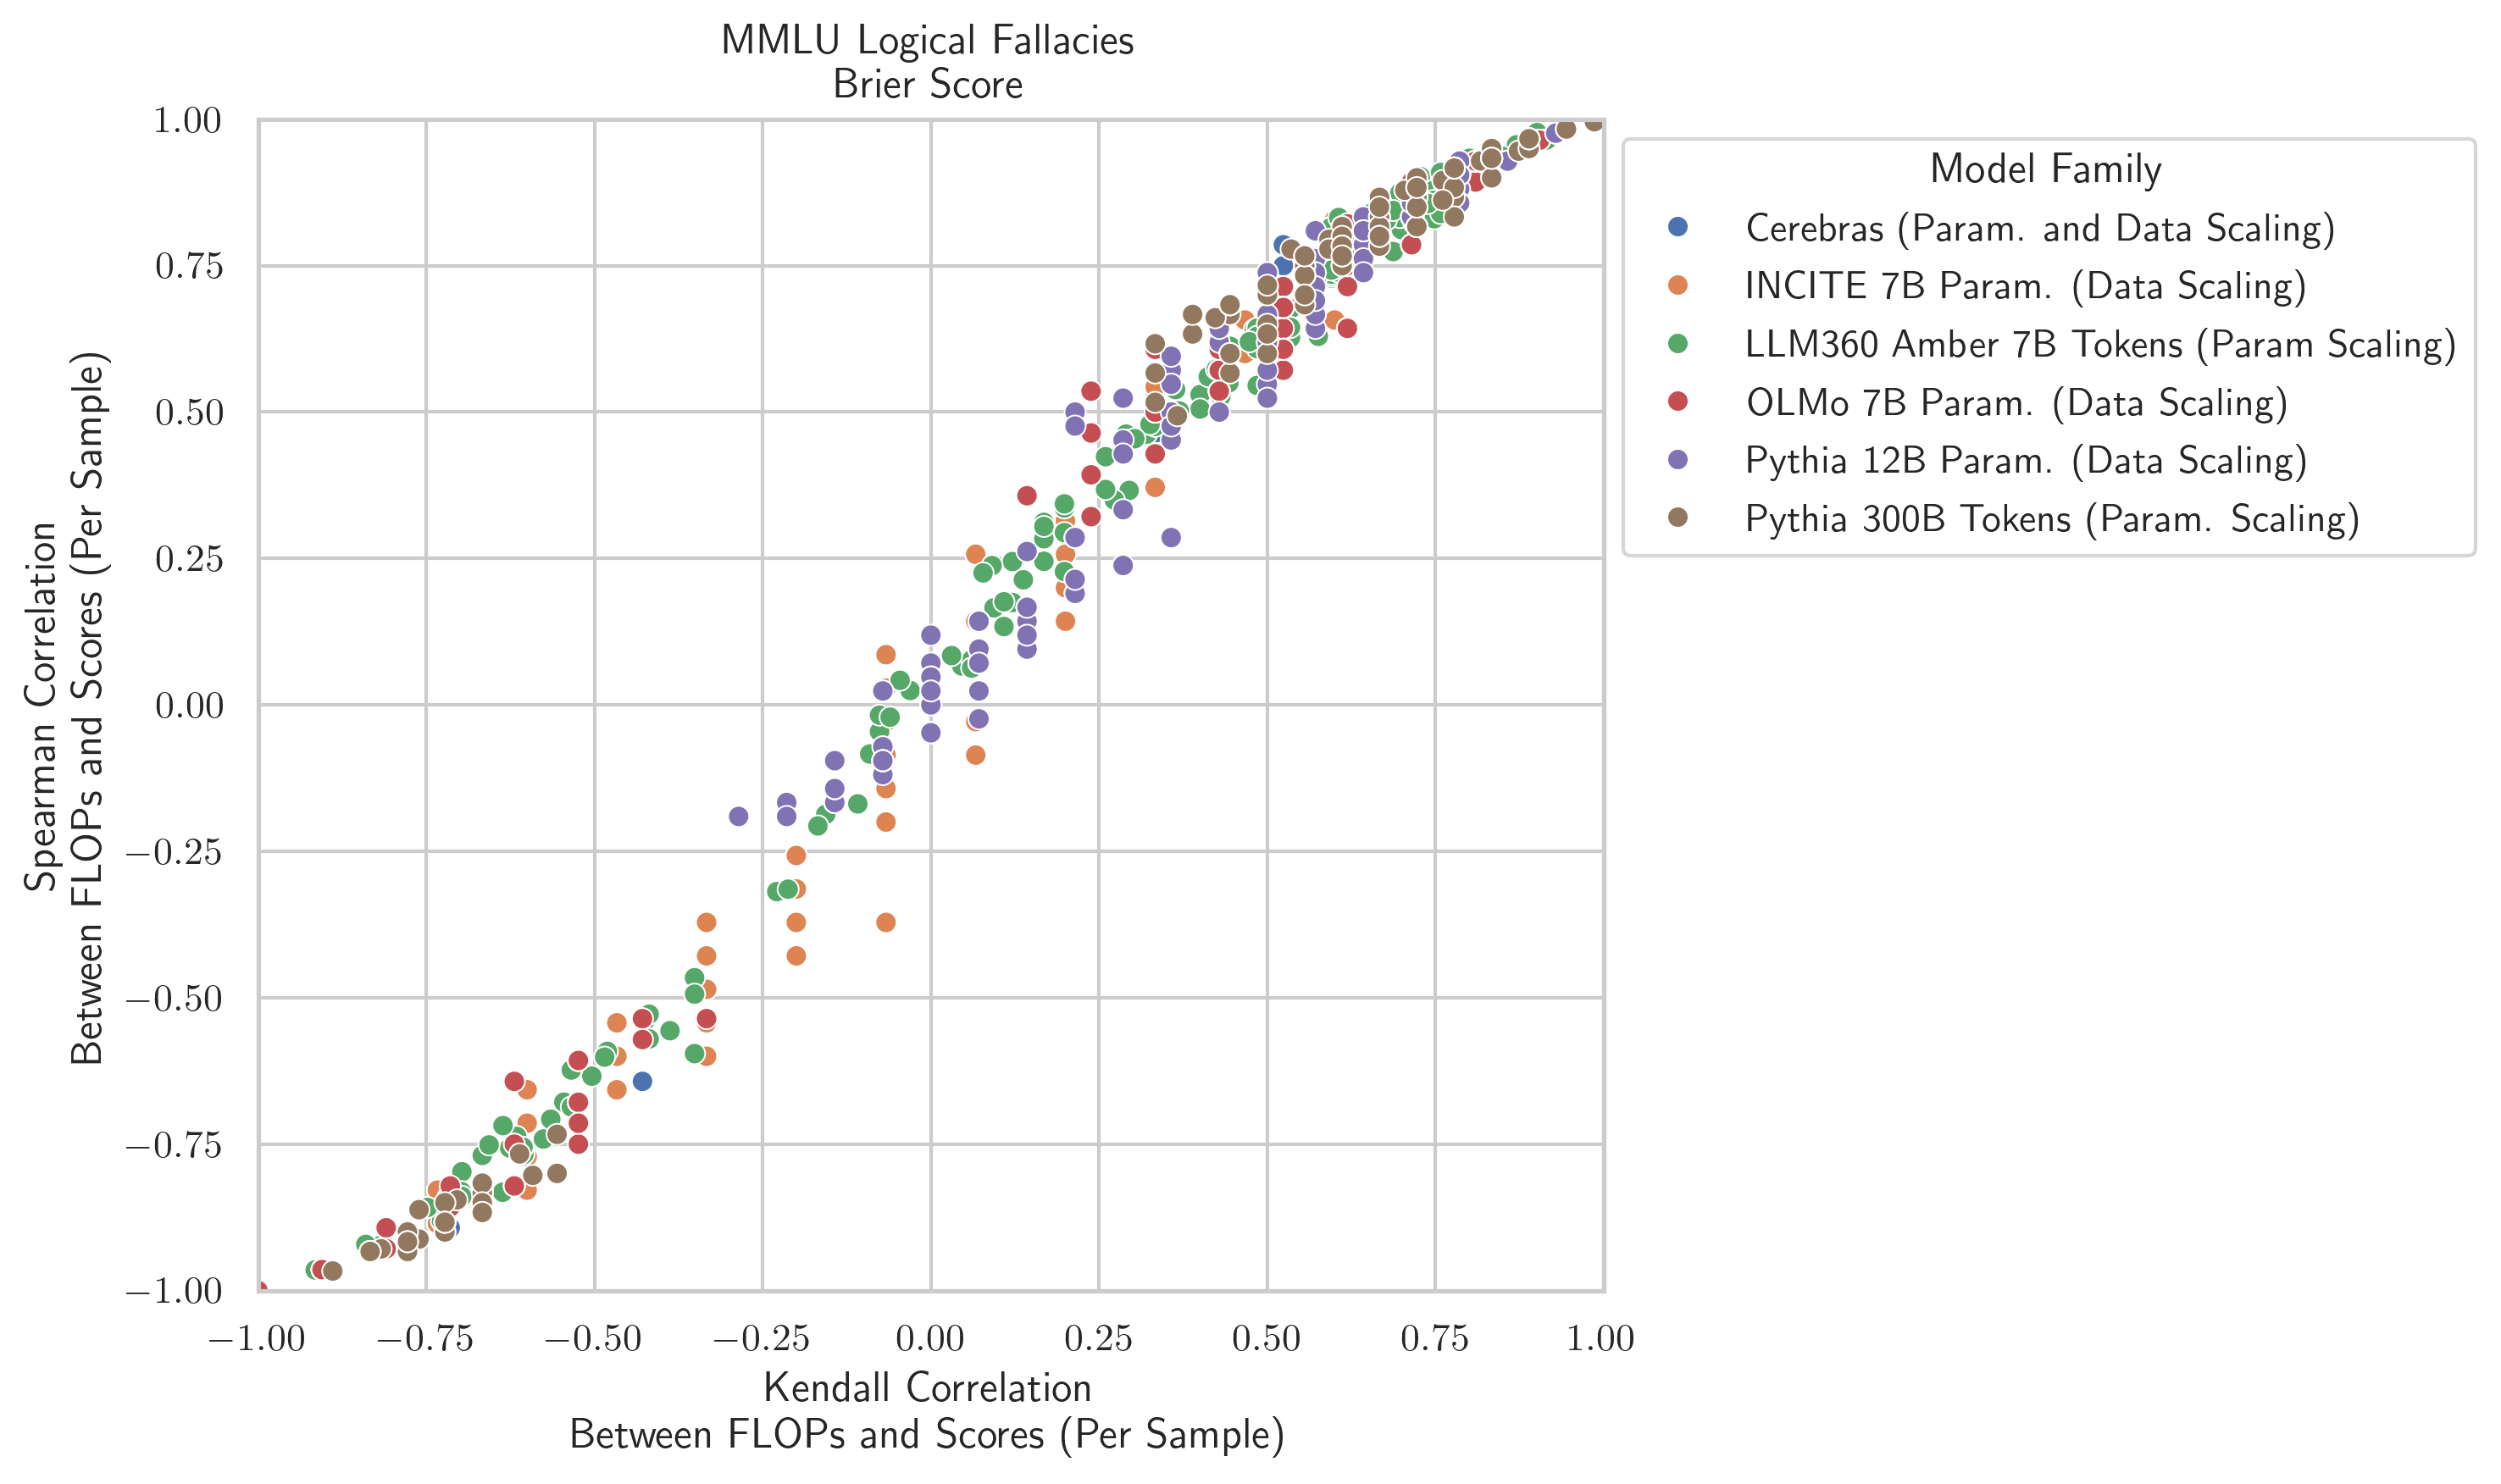 MMLU Logical Fallacies
Brier Score
1.00
0.75
0.50
0.25
0.00
−0.25
−0.50
−0.75
−1.00
Spearman Correlation
Between FLOPs and Scores (Per Sample)
−1.00 −0.75 −0.50 −0.25 0.00 0.25 0.50 0.75 1.00
Kendall Correlation
Between FLOPs and Scores (Per Sample)
Model Family
Cerebras (Param. and Data Scaling)
INCITE 7B Param. (Data Scaling)
LLM360 Amber 7B Tokens (Param Scaling)
OLMo 7B Param. (Data Scaling)
Pythia 12B Param. (Data Scaling)
Pythia 300B Tokens (Param. Scaling)